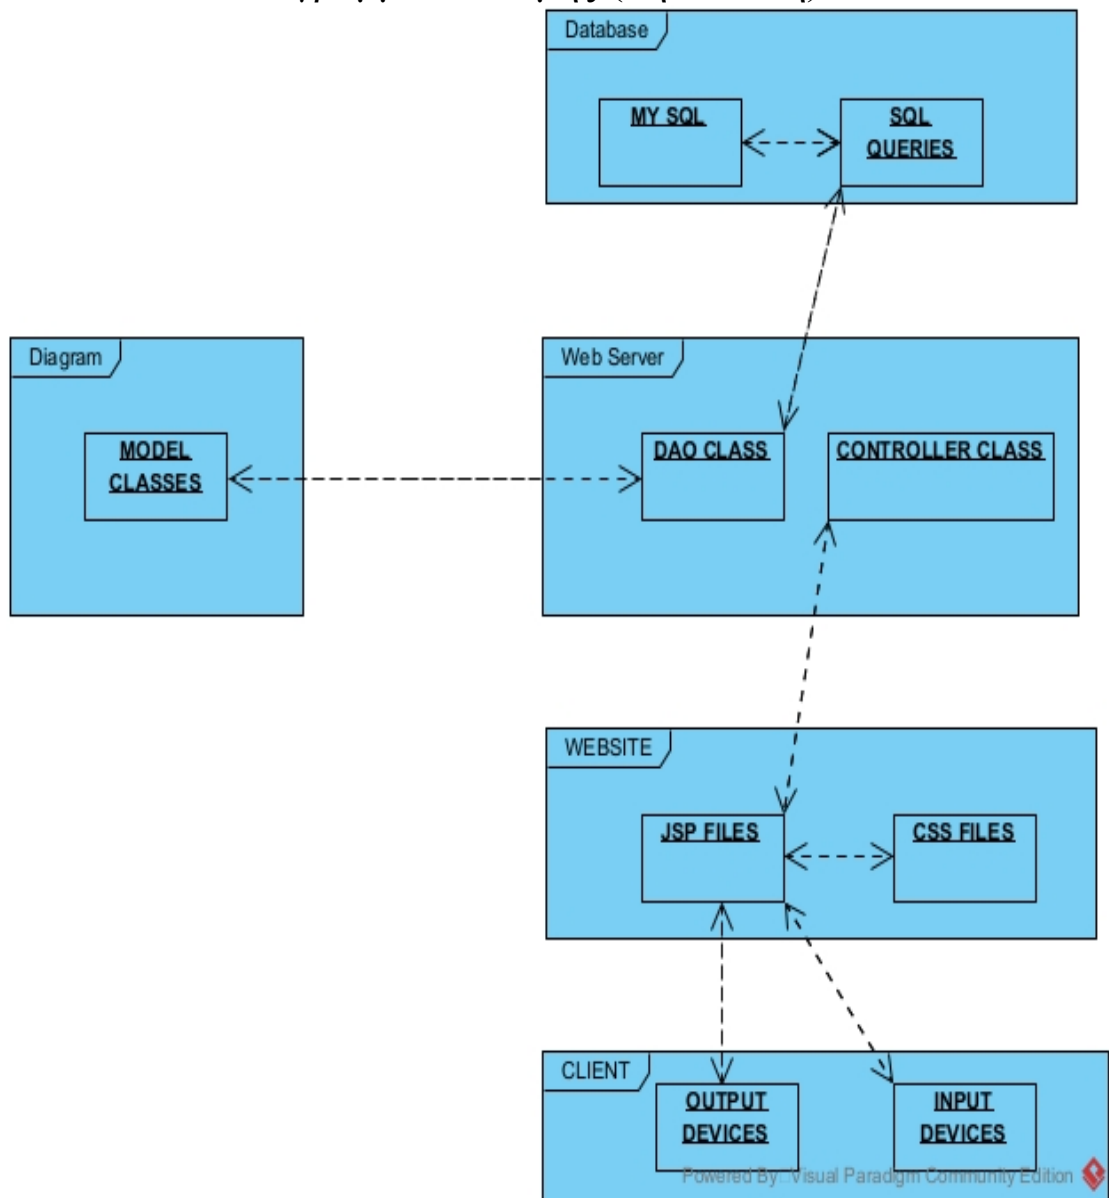 Database
MY SQL
SQL
QUERIES
Diagram
MODEL
CLASSES
Web Server
DAO CLASS
CONTROLLER CLASS
WEBSITE
JSP FILES
CSS FILES
CLIENT
OUTPUT
DEVICES
INPUT
DEVICES
Powered By: Visual Paradigm Community Edition